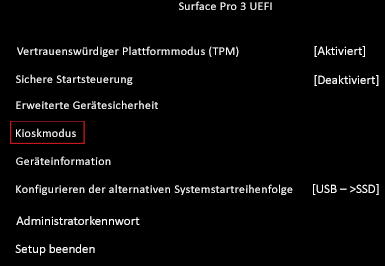 Surface Pro 3 UEFI
Vertrauenswürdiger Plattformmodus (TPM) [Aktiviert]
Sichere Startsteuerung [Deaktiviert]
Erweiterte Gerätesicherheit
Kioskmodus
Geräteinformation
Konfigurieren der alternativen Systemstartreihenfolge [USB – >SSD]
Administratorkennwort
Setup beenden